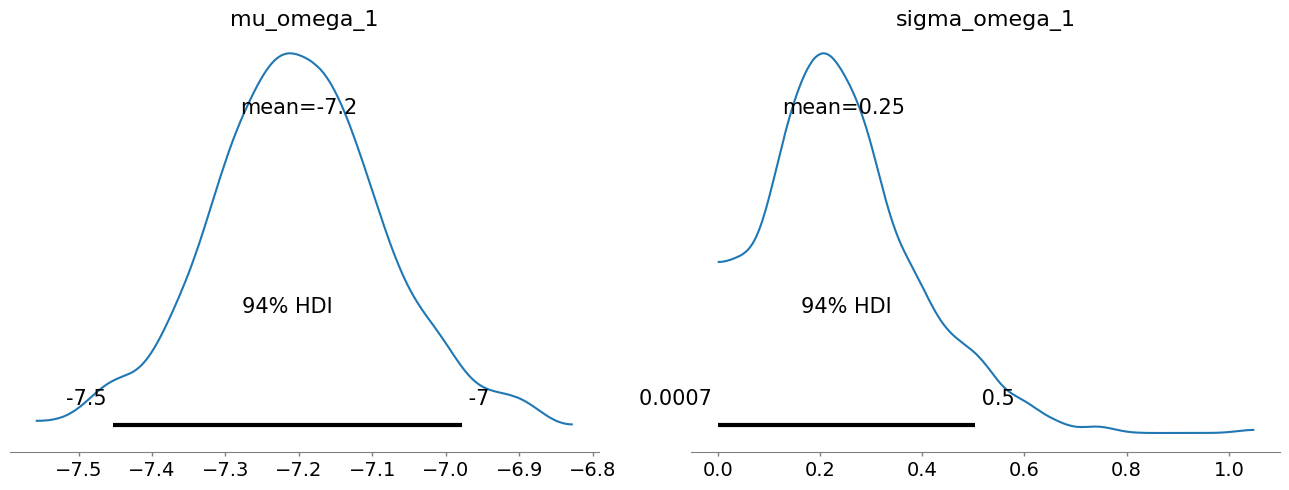 mu_omega_1
mean=-7.2
94% HDI
-7.5
-7
−7.5 −7.4 −7.3 −7.2 −7.1 −7.0 −6.9 −6.8
sigma_omega_1
mean=0.25
94% HDI
0.0007
0.5
0.0 0.2 0.4 0.6 0.8 1.0